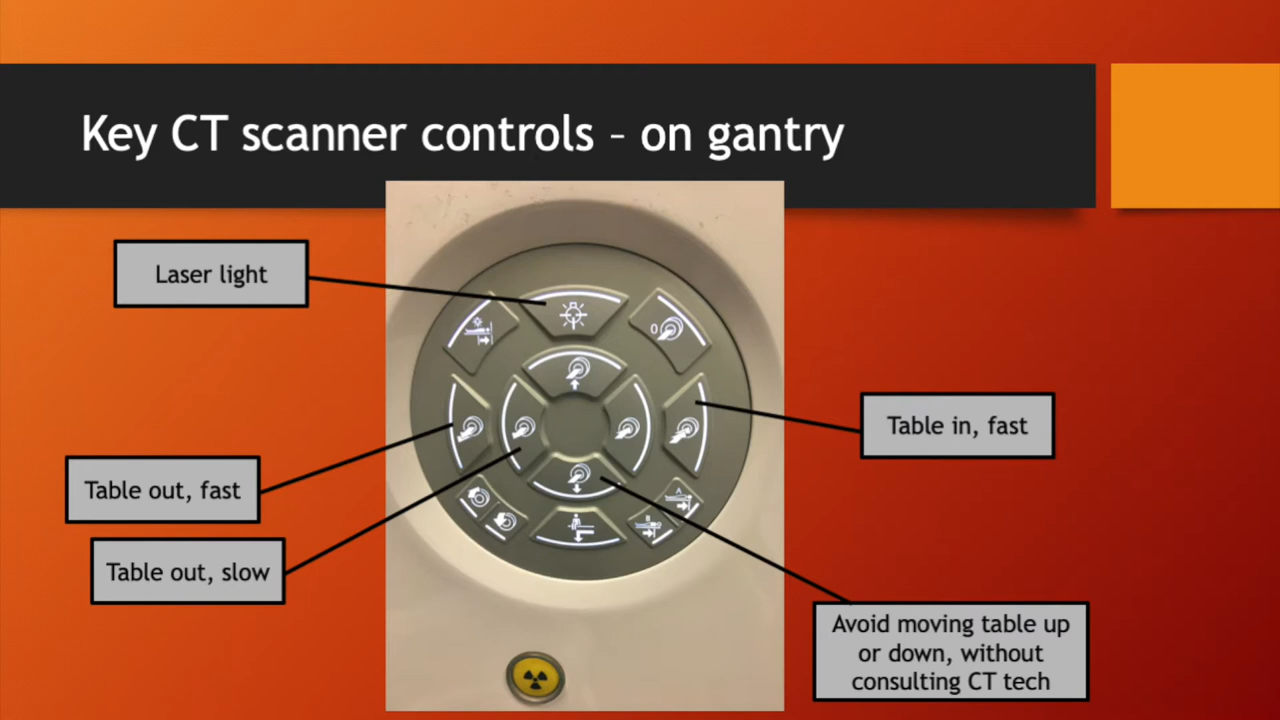 Key CT scanner controls – on gantry
Laser light
0
Table in, fast
Table out, fast
A
B
Table out, slow
Avoid moving table up
or down, without
consulting CT tech